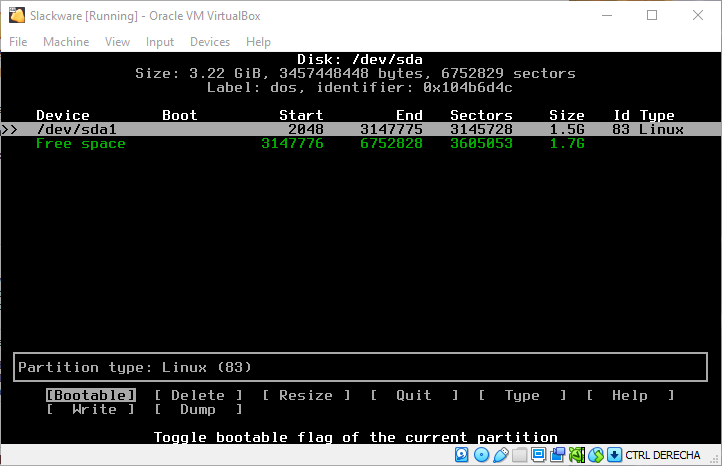 Slackware [Running] - Oracle VM VirtualBox
File Machine View Input Devices Help
Disk: /dev/sda
Size: 3.22 GiB, 3457448448 bytes, 6752829 sectors
Label: dos, identifier: 0x104b6d4c
Device Boot Start End Sectors Size Id Type
>> /dev/sda1 2048 3147775 3145728 1.5G 83 Linux
Free space 3147776 6752828 3605053 1.7G
Partition type: Linux (83)
[Bootable] [ Delete ] [ Resize ] [ Quit ] [ Type ] [ Help ]
[ Write ] [ Dump ]
Toggle bootable flag of the current partition
CTRL DERECHA